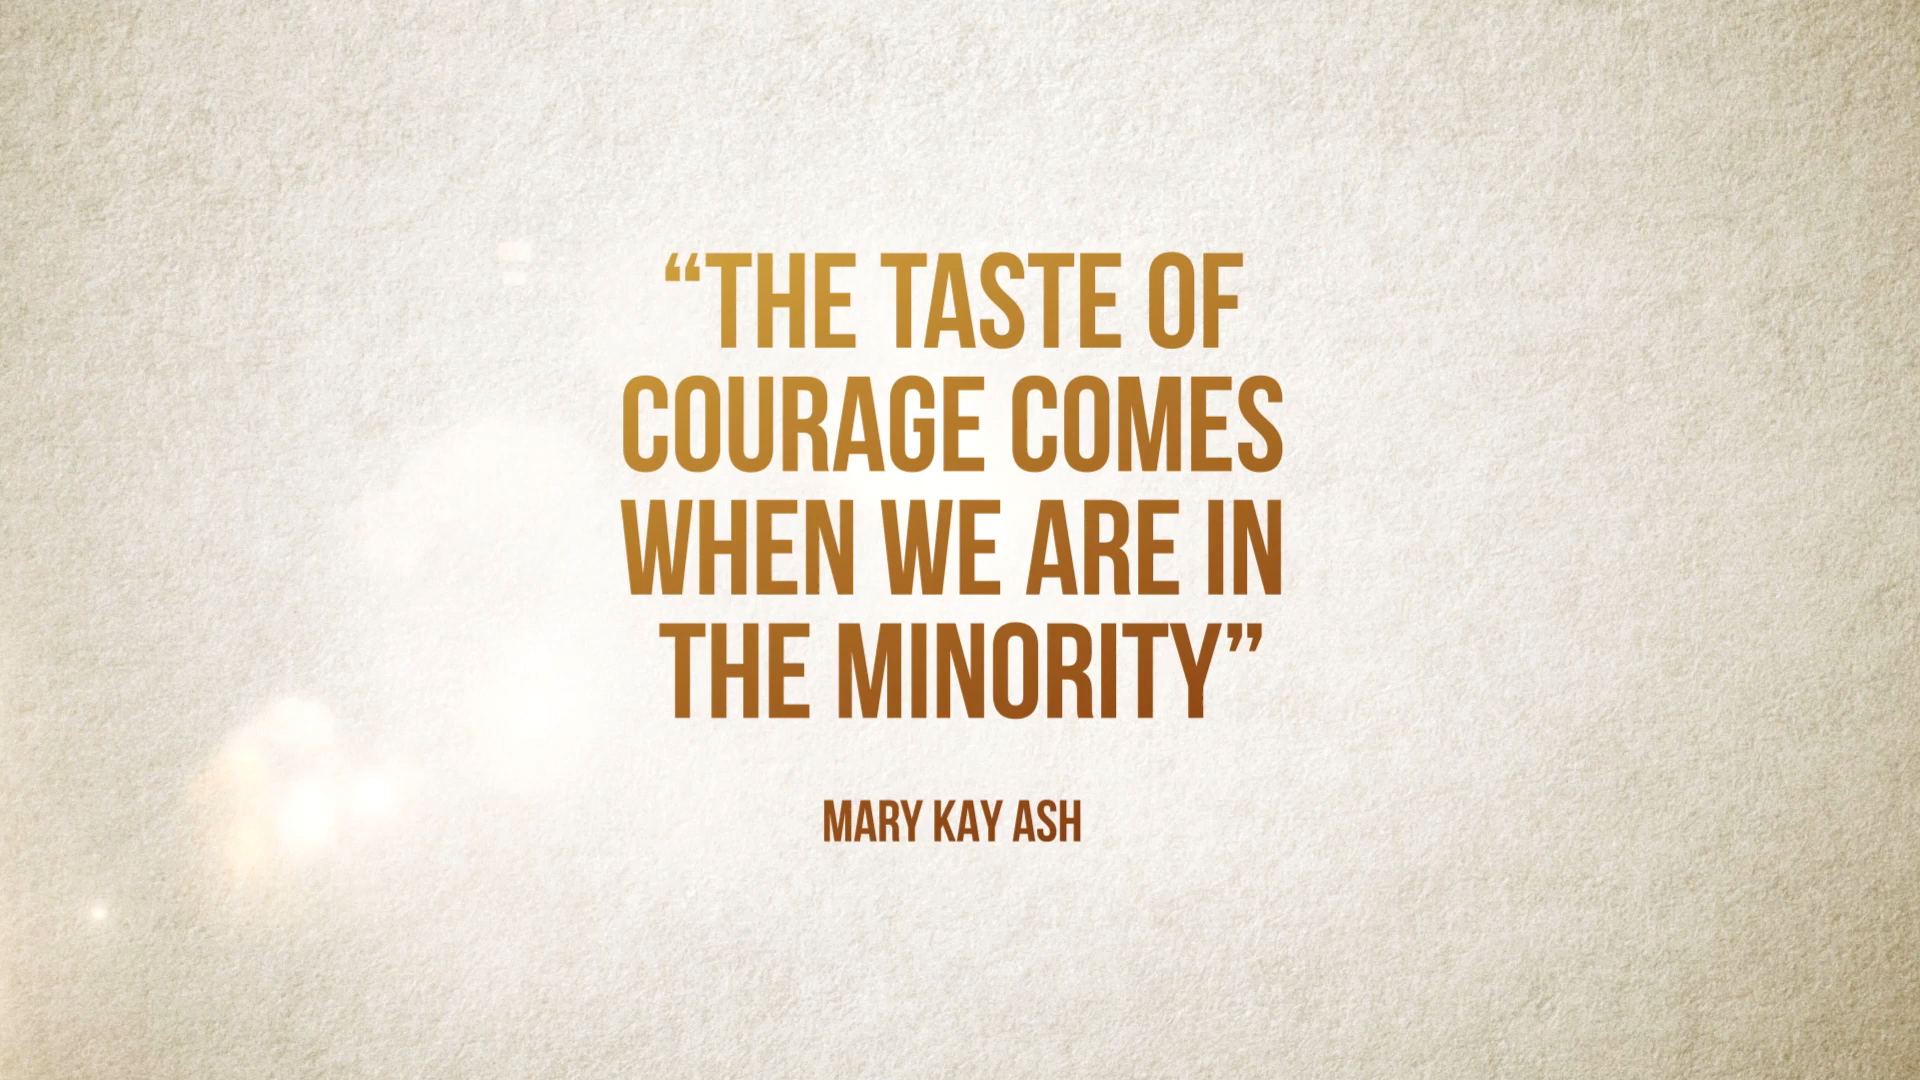 “THE TASTE OF
COURAGE COMES
WHEN WE ARE IN
THE MINORITY”
MARY KAY ASH